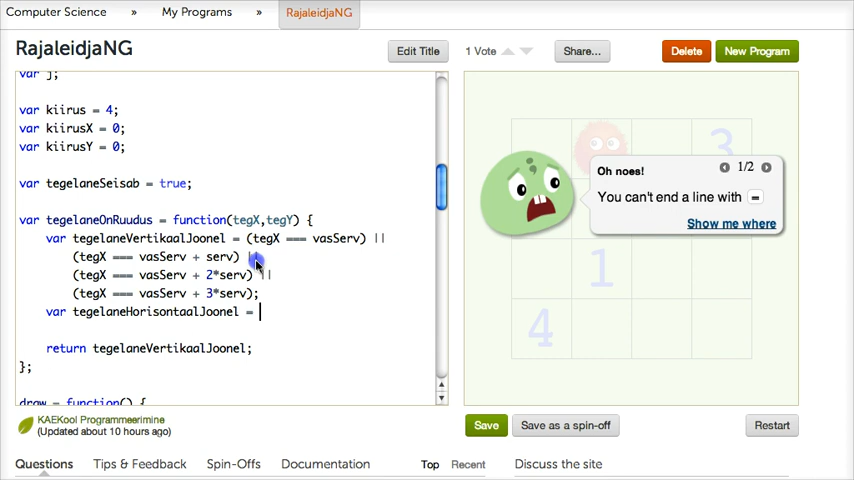 Computer Science » My Programs » RajaleidjaNG
RajaleidjaNG
Edit Title
1 Vote
Share...
Delete
New Program
var j;
var kiirus = 4;
var kiirusX = 0;
var kiirusY = 0;
var tegelaneSeisab = true;
var tegelaneOnRuudus = function(tegX,tegY) {
var tegelaneVertikaalJoonel = (tegX === vasServ) ||
(tegX === vasServ + serv) ||
(tegX === vasServ + 2*serv) ||
(tegX === vasServ + 3*serv);
var tegelaneHorisontaalJoonel =
return tegelaneVertikaalJoonel;
};
draw = function() {
3
Oh noes!
1/2
You can't end a line with =
Show me where
1
4
KAEKool Programmeerimine
(Updated about 10 hours ago)
Save
Save as a spin-off
Restart
Questions
Tips & Feedback
Spin-Offs
Documentation
Top
Recent
Discuss the site